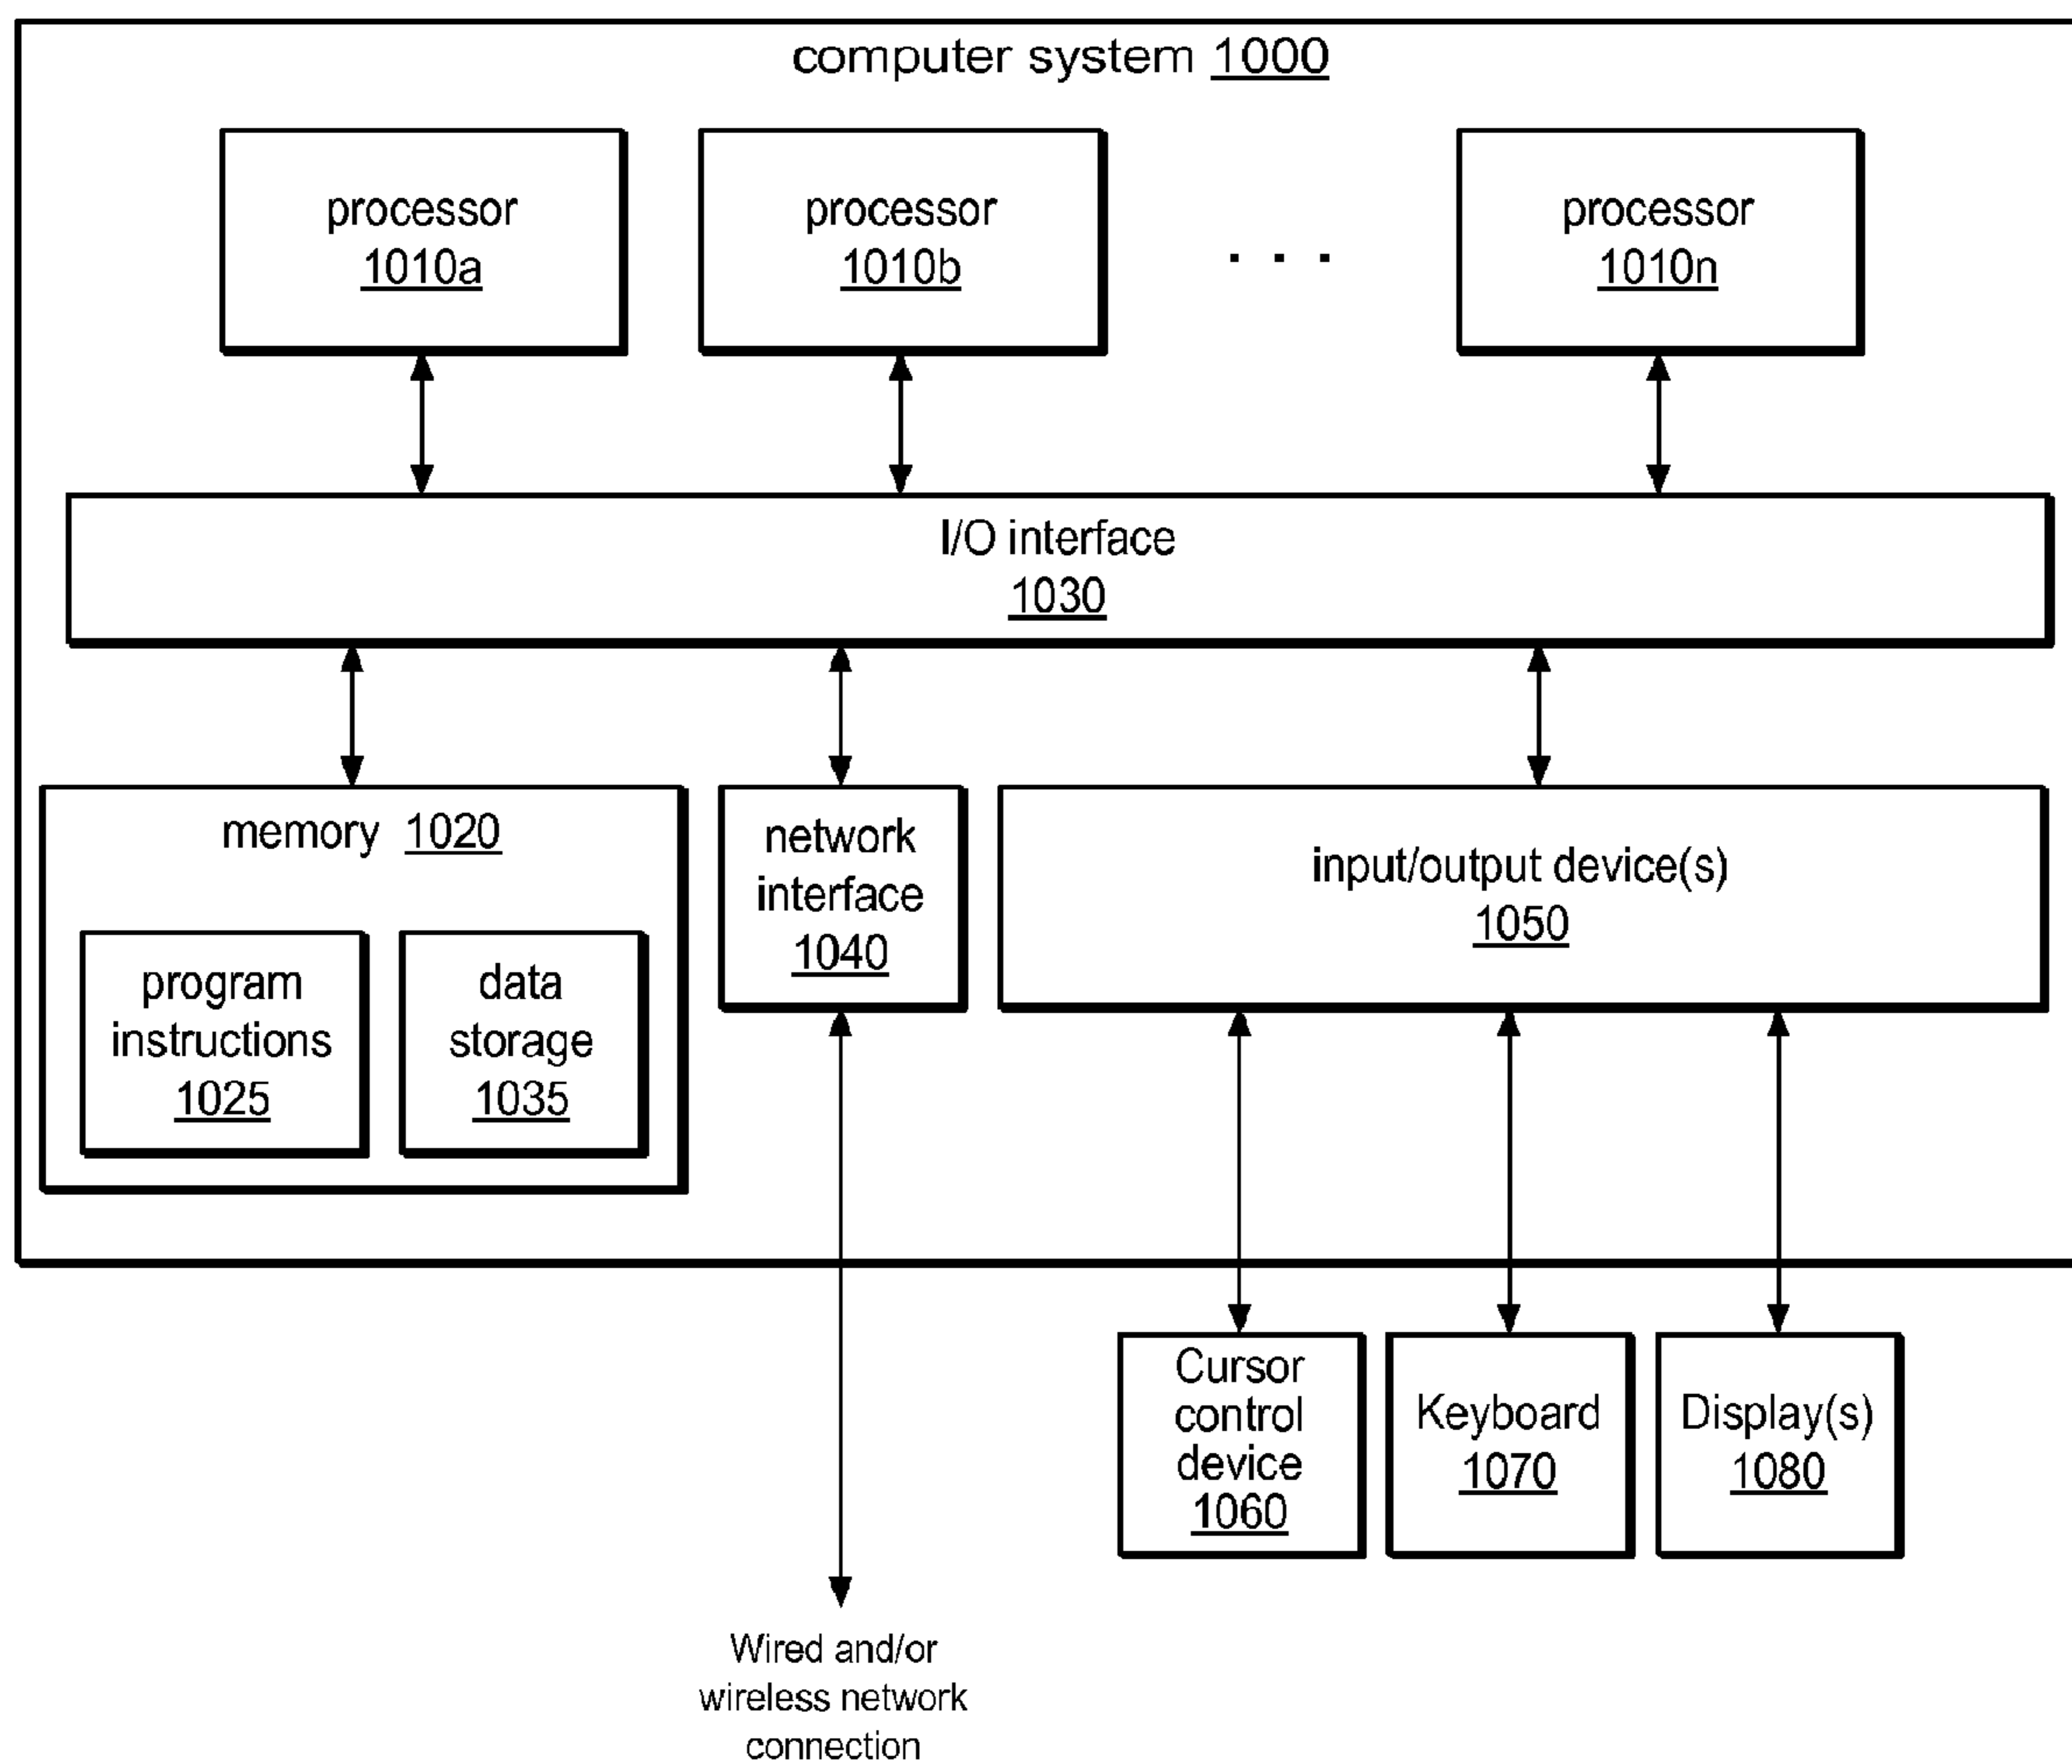 computer system 1000
processor
1010a
processor
1010b
. . .
processor
1010n
I/O interface
1030
memory 1020
program
instructions
1025
data
storage
1035
network
interface
1040
input/output device(s)
1050
Cursor
control
device
1060
Keyboard
1070
Display(s)
1080
Wired and/or
wireless network
connection